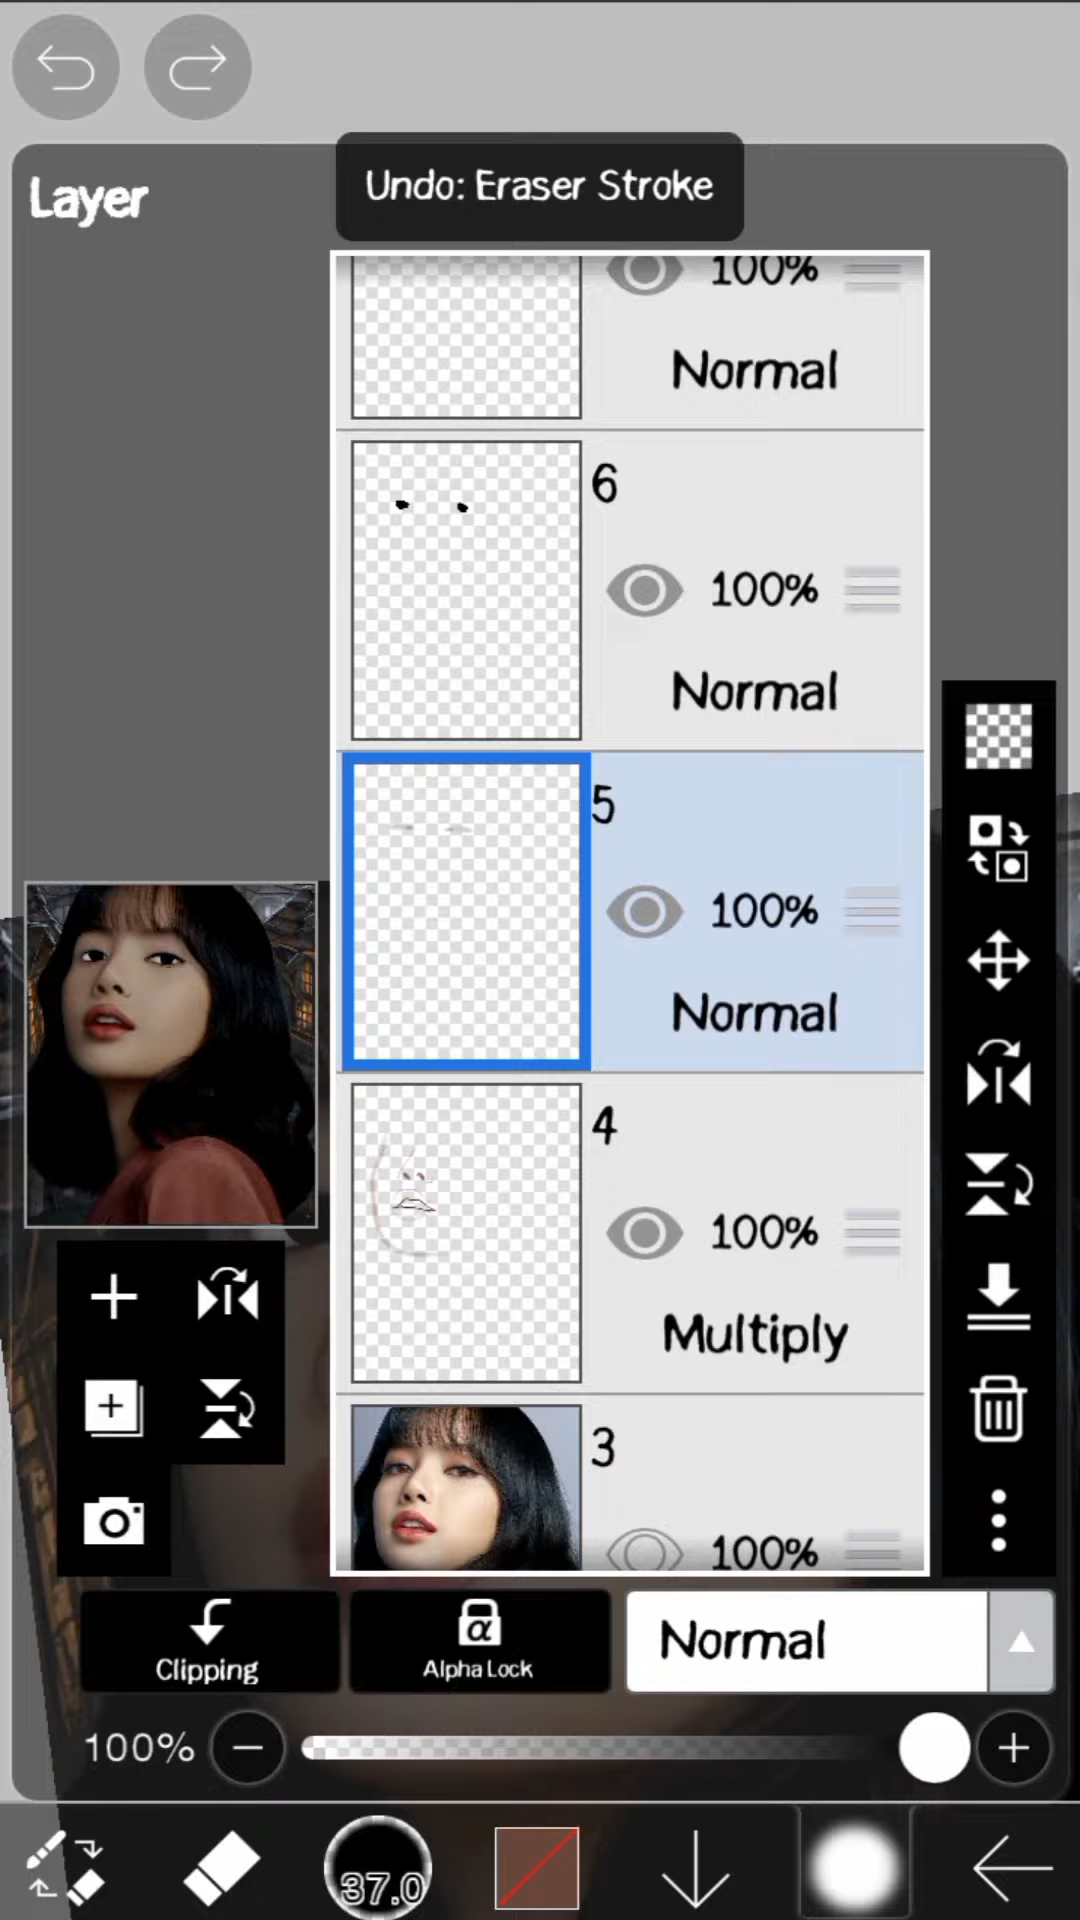 Undo: Eraser Stroke
Layer
100%
Normal
6
100%
Normal
5
100%
Normal
4
100%
Multiply
3
100%
Clipping
α
Alpha Lock
Normal
100%
37.0